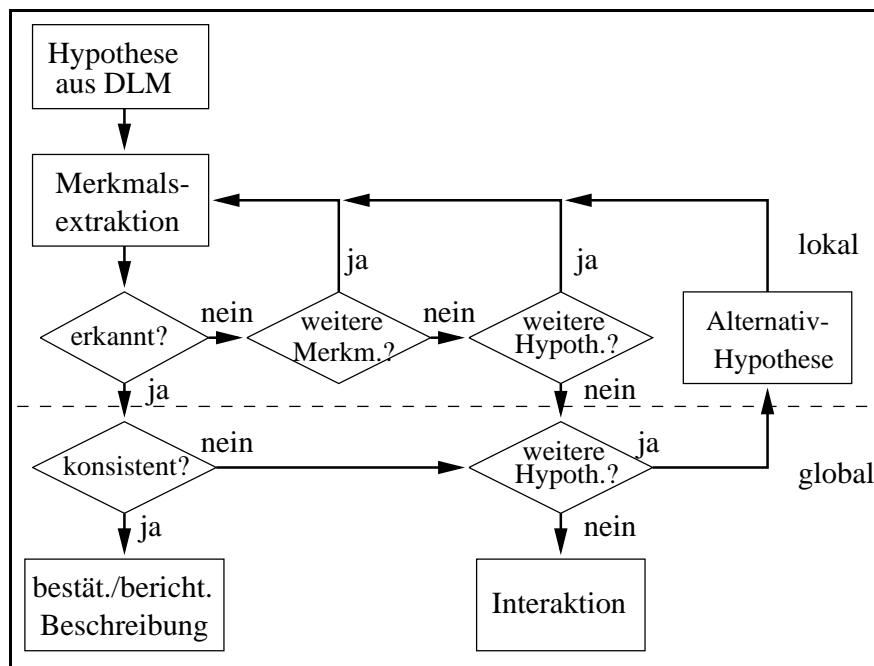 Hypothese
aus DLM
Merkmals-
extraktion
lokal
ja
ja
nein
nein
erkannt?
weitere
Merkm.?
weitere
Hypoth.?
Alternativ-
Hypothese
ja
nein
nein
konsistent?
weitere
Hypoth.?
ja
global
ja
nein
bestät./bericht.
Beschreibung
Interaktion